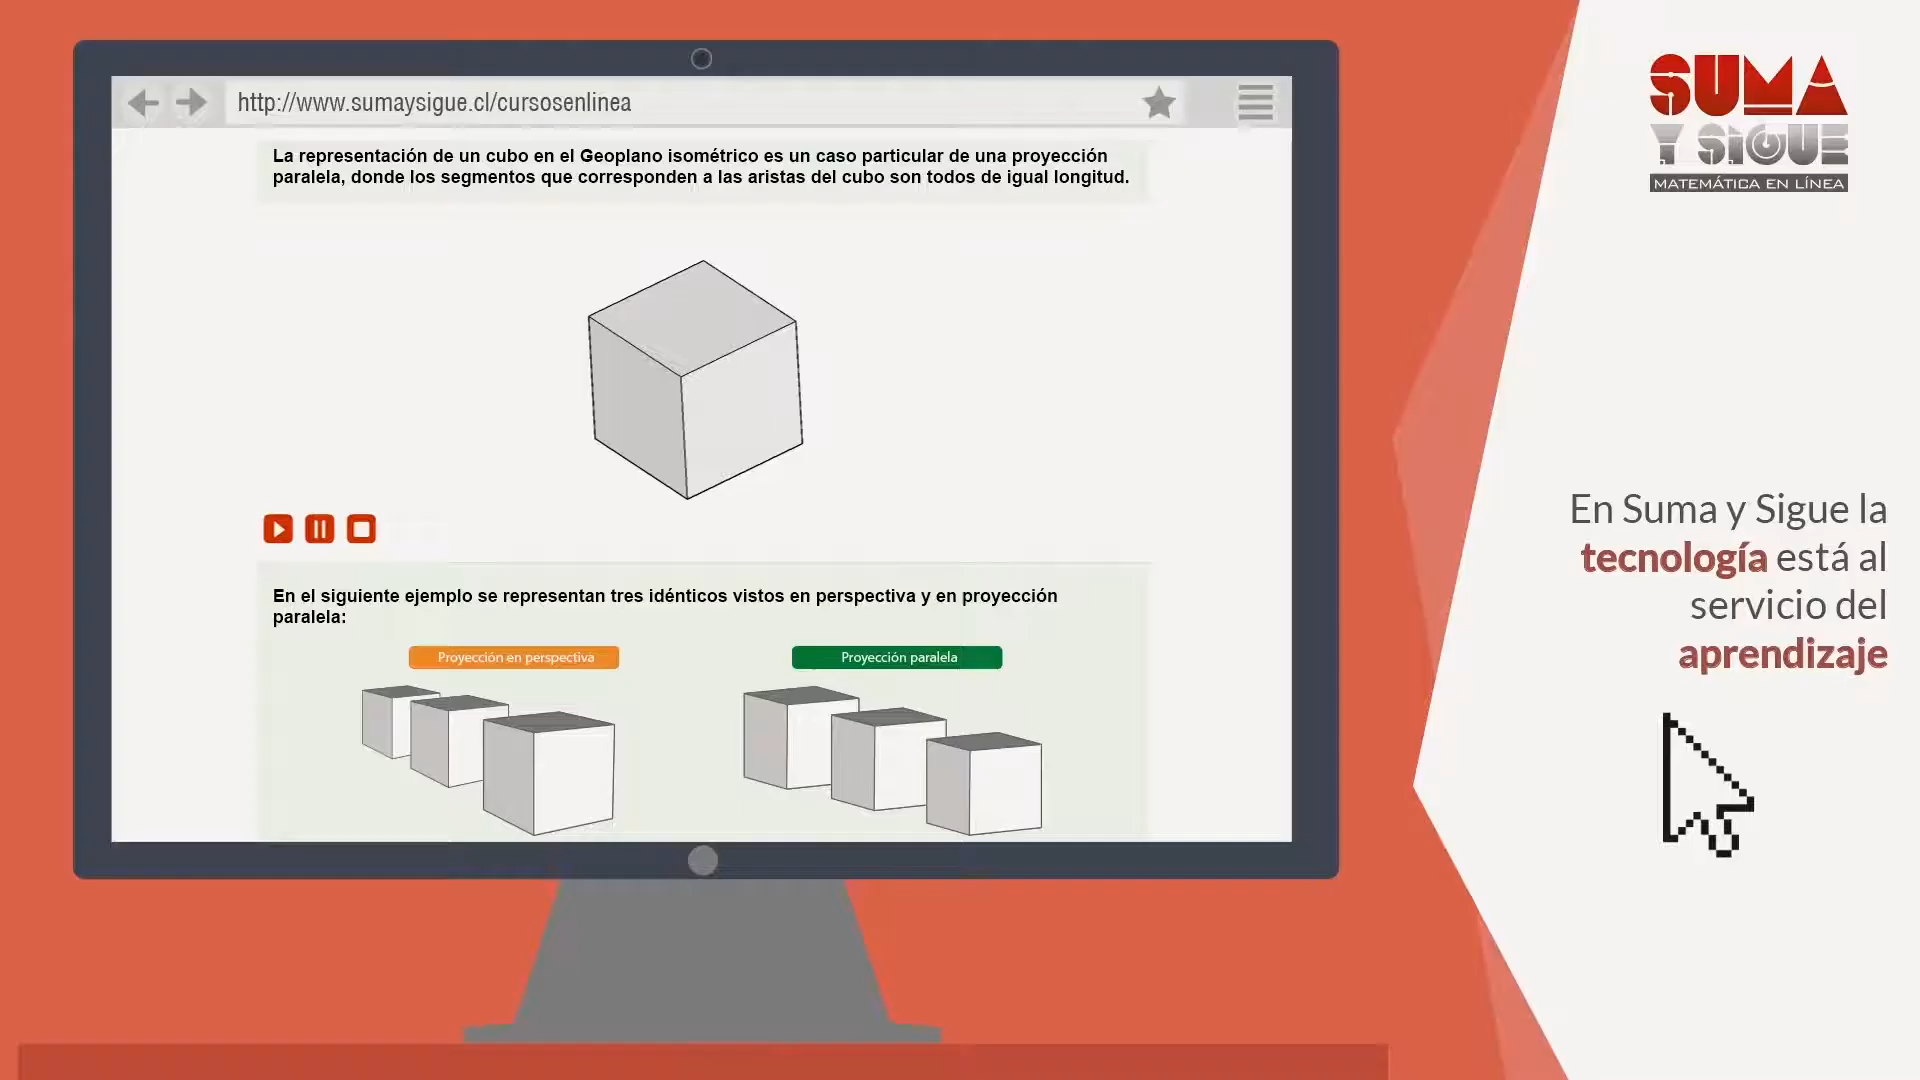 http://www.sumaysigue.cl/cursosenlinea
La representación de un cubo en el Geoplano isométrico es un caso particular de una proyección
paralela, donde los segmentos que corresponden a las aristas del cubo son todos de igual longitud.
En el siguiente ejemplo se representan tres idénticos vistos en perspectiva y en proyección
paralela:
Proyección en perspectiva
Proyección paralela
SUMA
Y SIGUE
MATEMÁTICA EN LÍNEA
En Suma y Sigue la
tecnología está al
servicio del
aprendizaje